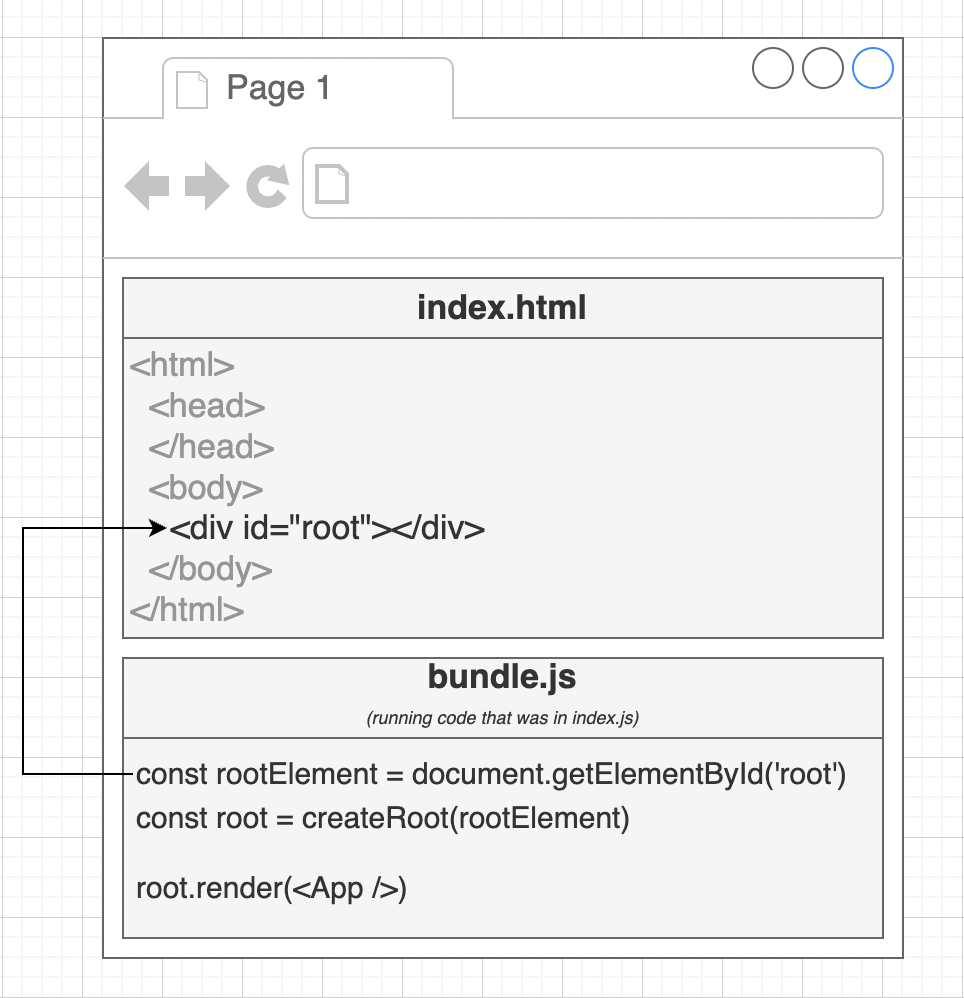 Page 1
index.html
<html>
<head>
</head>
<body>
<div id="root"></div>
</body>
</html>
bundle.js
(running code that was in index.js)
const rootElement = document.getElementById('root')
const root = createRoot(rootElement)
root.render(<App />)